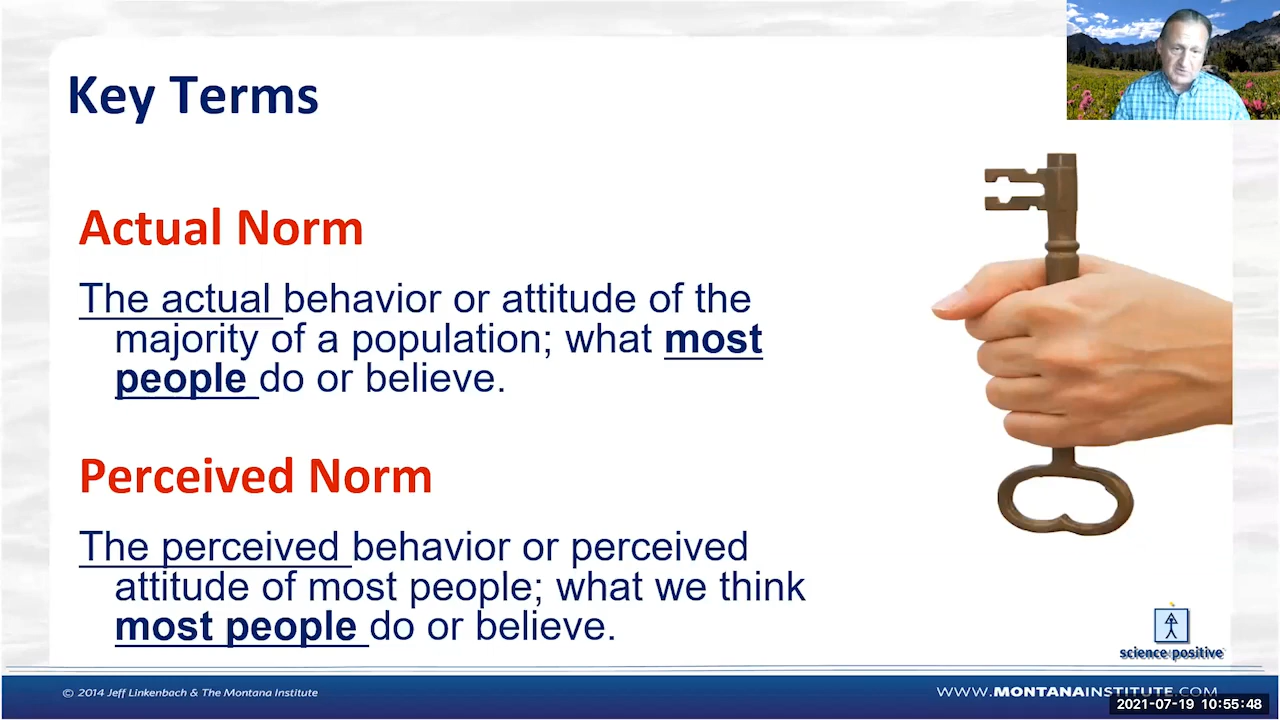 Key Terms
Actual Norm
The actual behavior or attitude of the
majority of a population; what most
people do or believe.
Perceived Norm
The perceived behavior or perceived
attitude of most people; what we think
most people do or believe.
science positive
© 2014 Jeff Linkenbach & The Montana Institute
WWW.MONTANAINSTITUTE.COM
2021-07-19 10:55:48